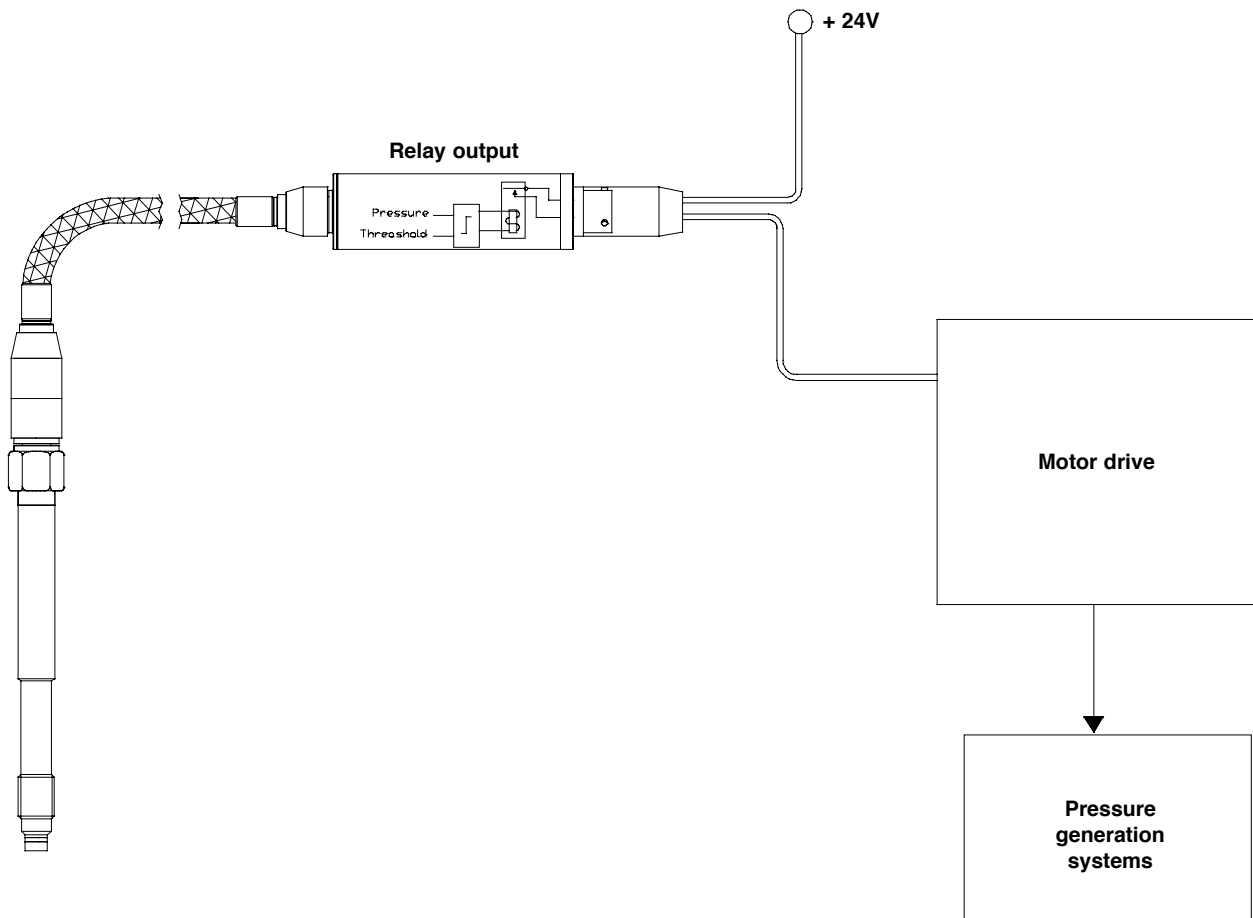 + 24V
Relay output
Pressure
Threashold
Motor drive
Pressure
generation
systems